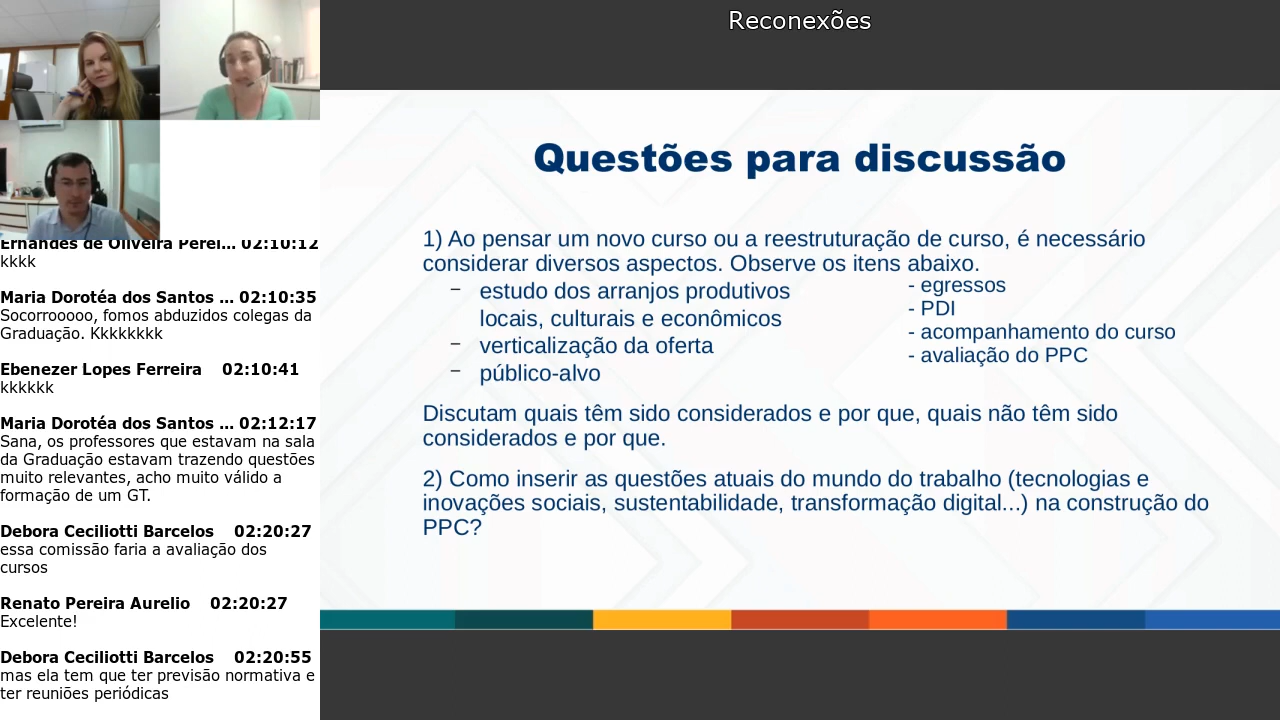 Reconexões
Ernandes de Oliveira Perei... 02:10:12
kkkk
Maria Dorotéa dos Santos ... 02:10:35
Socorrooooo, fomos abduzidos colegas da
Graduação. Kkkkkkkk
Ebenezer Lopes Ferreira 02:10:41
kkkkkk
Maria Dorotéa dos Santos ... 02:12:17
Sana, os professores que estavam na sala
da Graduação estavam trazendo questões
muito relevantes, acho muito válido a
formação de um GT.
Debora Ceciliotti Barcelos 02:20:27
essa comissão faria a avaliação dos
cursos
Renato Pereira Aurelio 02:20:27
Excelente!
Debora Ceciliotti Barcelos 02:20:55
mas ela tem que ter previsão normativa e
ter reuniões periódicas
Questões para discussão
1) Ao pensar um novo curso ou a reestruturação de curso, é necessário
considerar diversos aspectos. Observe os itens abaixo.
– estudo dos arranjos produtivos
locais, culturais e econômicos
– verticalização da oferta
– público-alvo
- egressos
- PDI
- acompanhamento do curso
- avaliação do PPC
Discutam quais têm sido considerados e por que, quais não têm sido
considerados e por que.
2) Como inserir as questões atuais do mundo do trabalho (tecnologias e
inovações sociais, sustentabilidade, transformação digital...) na construção do
PPC?